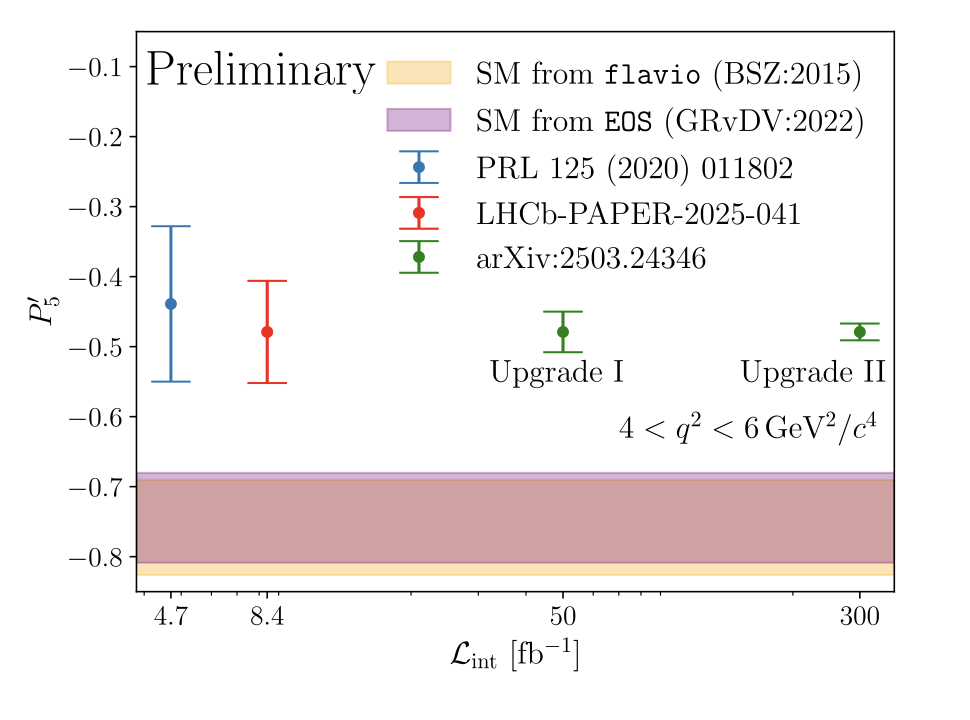 Preliminary
SM from flavio (BSZ:2015)
SM from EOS (GRvDV:2022)
PRL 125 (2020) 011802
LHCb-PAPER-2025-041
arXiv:2503.24346
−0.1
−0.2
−0.3
−0.4
−0.5
−0.6
−0.7
−0.8
P₅′
Upgrade I
Upgrade II
4 < q² < 6 GeV²/c⁴
4.7
8.4
50
300
ℒ_int [fb⁻¹]